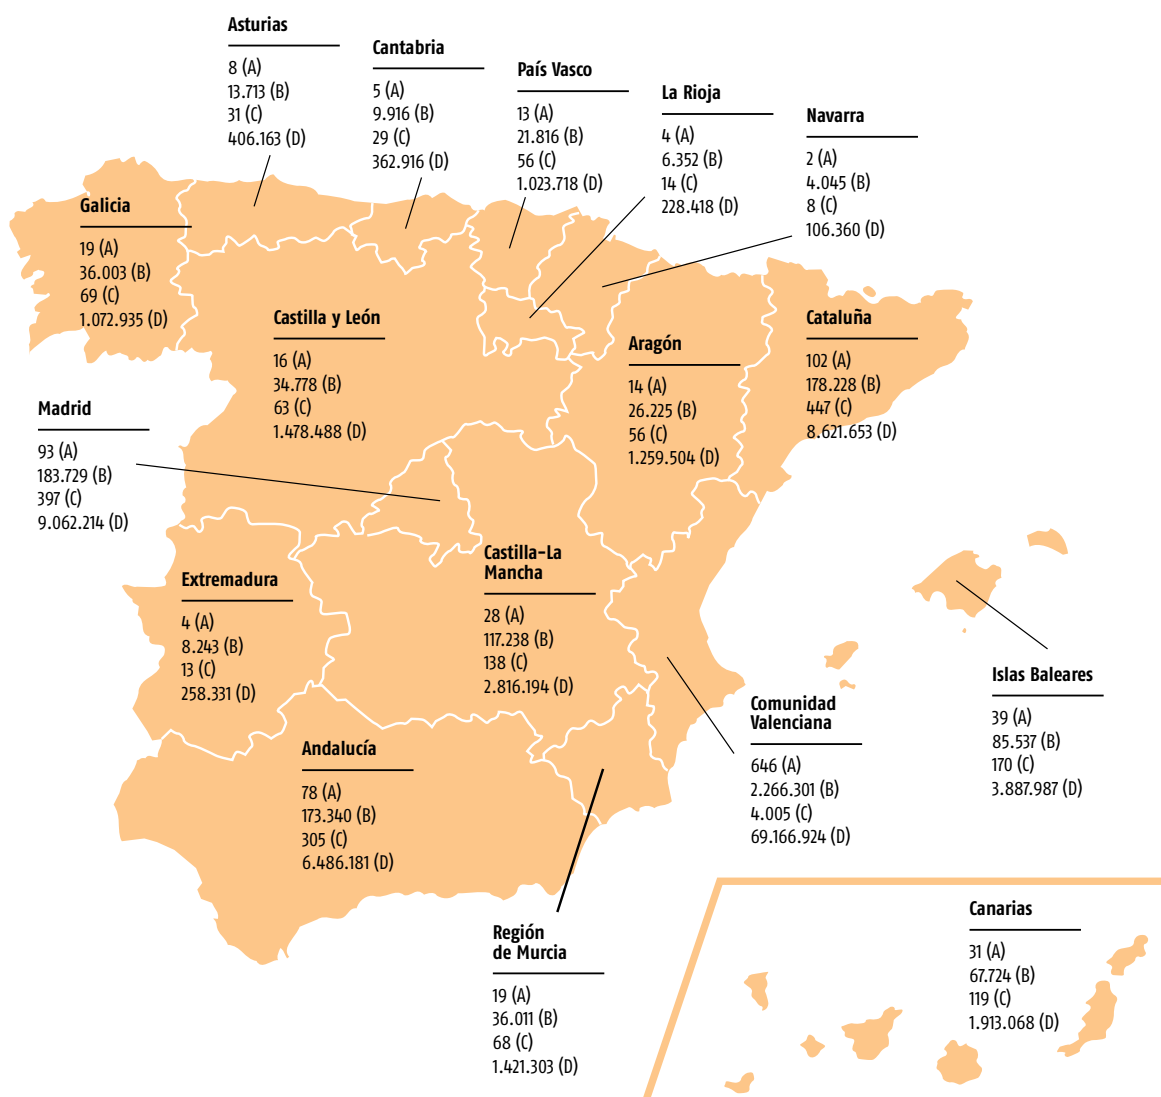 Asturias
8 (A)
13.713 (B)
31 (C)
406.163 (D)
Cantabria
5 (A)
9.916 (B)
29 (C)
362.916 (D)
País Vasco
13 (A)
21.816 (B)
56 (C)
1.023.718 (D)
La Rioja
4 (A)
6.352 (B)
14 (C)
228.418 (D)
Navarra
2 (A)
4.045 (B)
8 (C)
106.360 (D)
Galicia
19 (A)
36.003 (B)
69 (C)
1.072.935 (D)
Castilla y León
16 (A)
34.778 (B)
63 (C)
1.478.488 (D)
Aragón
14 (A)
26.225 (B)
56 (C)
1.259.504 (D)
Cataluña
102 (A)
178.228 (B)
447 (C)
8.621.653 (D)
Madrid
93 (A)
183.729 (B)
397 (C)
9.062.214 (D)
Extremadura
4 (A)
8.243 (B)
13 (C)
258.331 (D)
Castilla-La
Mancha
28 (A)
117.238 (B)
138 (C)
2.816.194 (D)
Islas Baleares
39 (A)
85.537 (B)
170 (C)
3.887.987 (D)
Comunidad
Valenciana
646 (A)
2.266.301 (B)
4.005 (C)
69.166.924 (D)
Andalucía
78 (A)
173.340 (B)
305 (C)
6.486.181 (D)
Región
de Murcia
19 (A)
36.011 (B)
68 (C)
1.421.303 (D)
Canarias
31 (A)
67.724 (B)
119 (C)
1.913.068 (D)